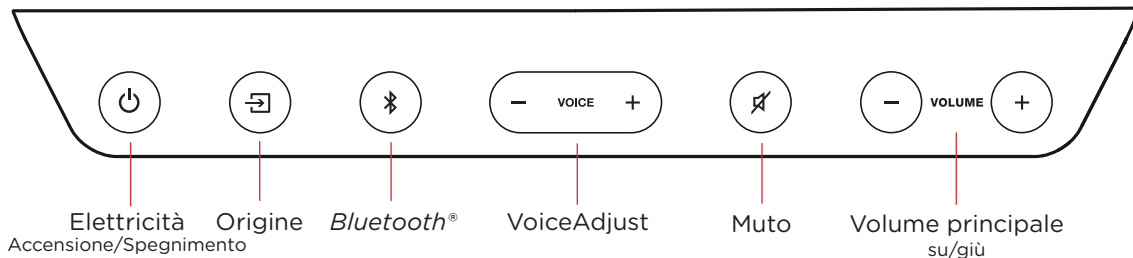 − VOICE +
− VOLUME +
Elettricità
Accensione/Spegnimento
Origine
Bluetooth®
VoiceAdjust
Muto
Volume principale
su/giù